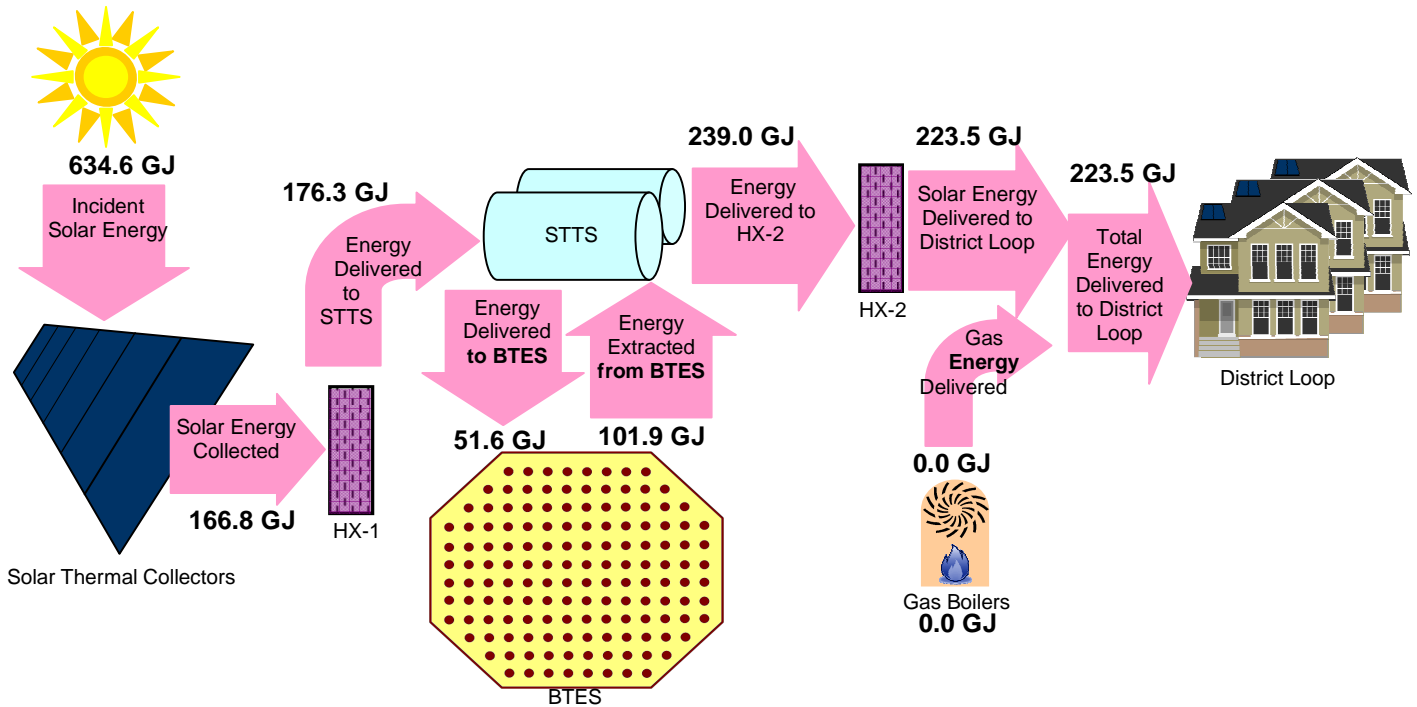 634.6 GJ
Incident
Solar Energy
Solar Thermal Collectors
Solar Energy
Collected
166.8 GJ
HX-1
176.3 GJ
Energy
Delivered
to
STTS
STTS
Energy
Delivered
to BTES
51.6 GJ
Energy
Extracted
from BTES
101.9 GJ
BTES
239.0 GJ
Energy
Delivered to
HX-2
HX-2
223.5 GJ
Solar Energy
Delivered to
District Loop
Gas
Energy
Delivered
0.0 GJ
Gas Boilers
0.0 GJ
223.5 GJ
Total
Energy
Delivered
to District
Loop
District Loop